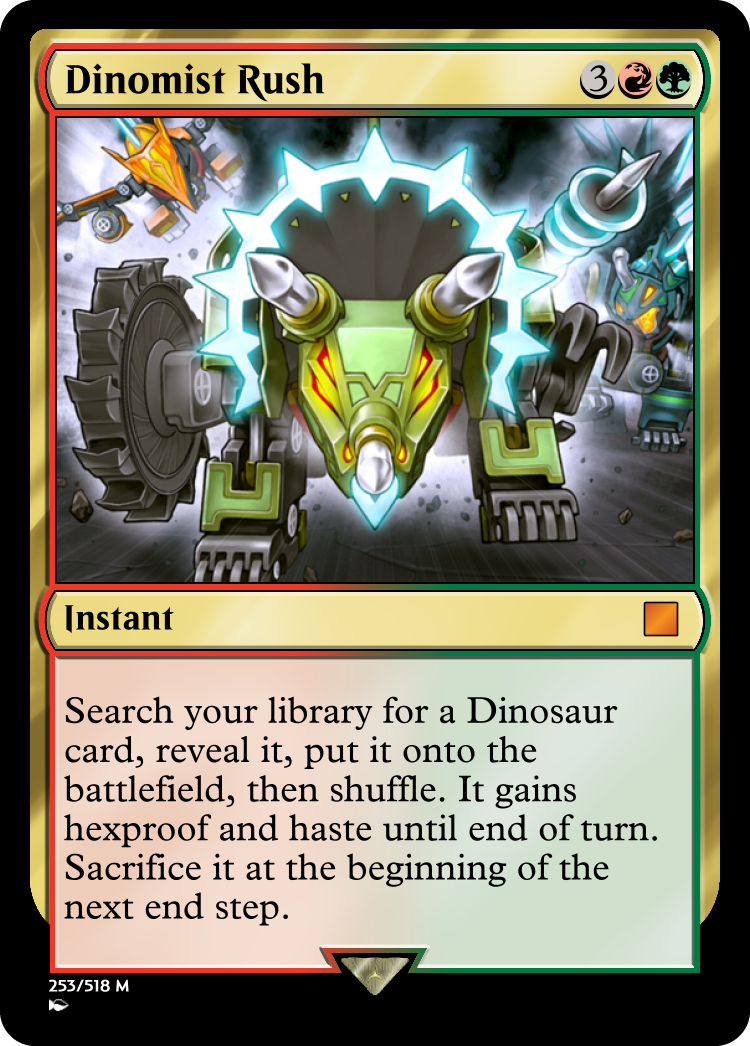 Dinomist Rush
3
Instant
Search your library for a Dinosaur
card, reveal it, put it onto the
battlefield, then shuffle. It gains
hexproof and haste until end of turn.
Sacrifice it at the beginning of the
next end step.
253/518 M